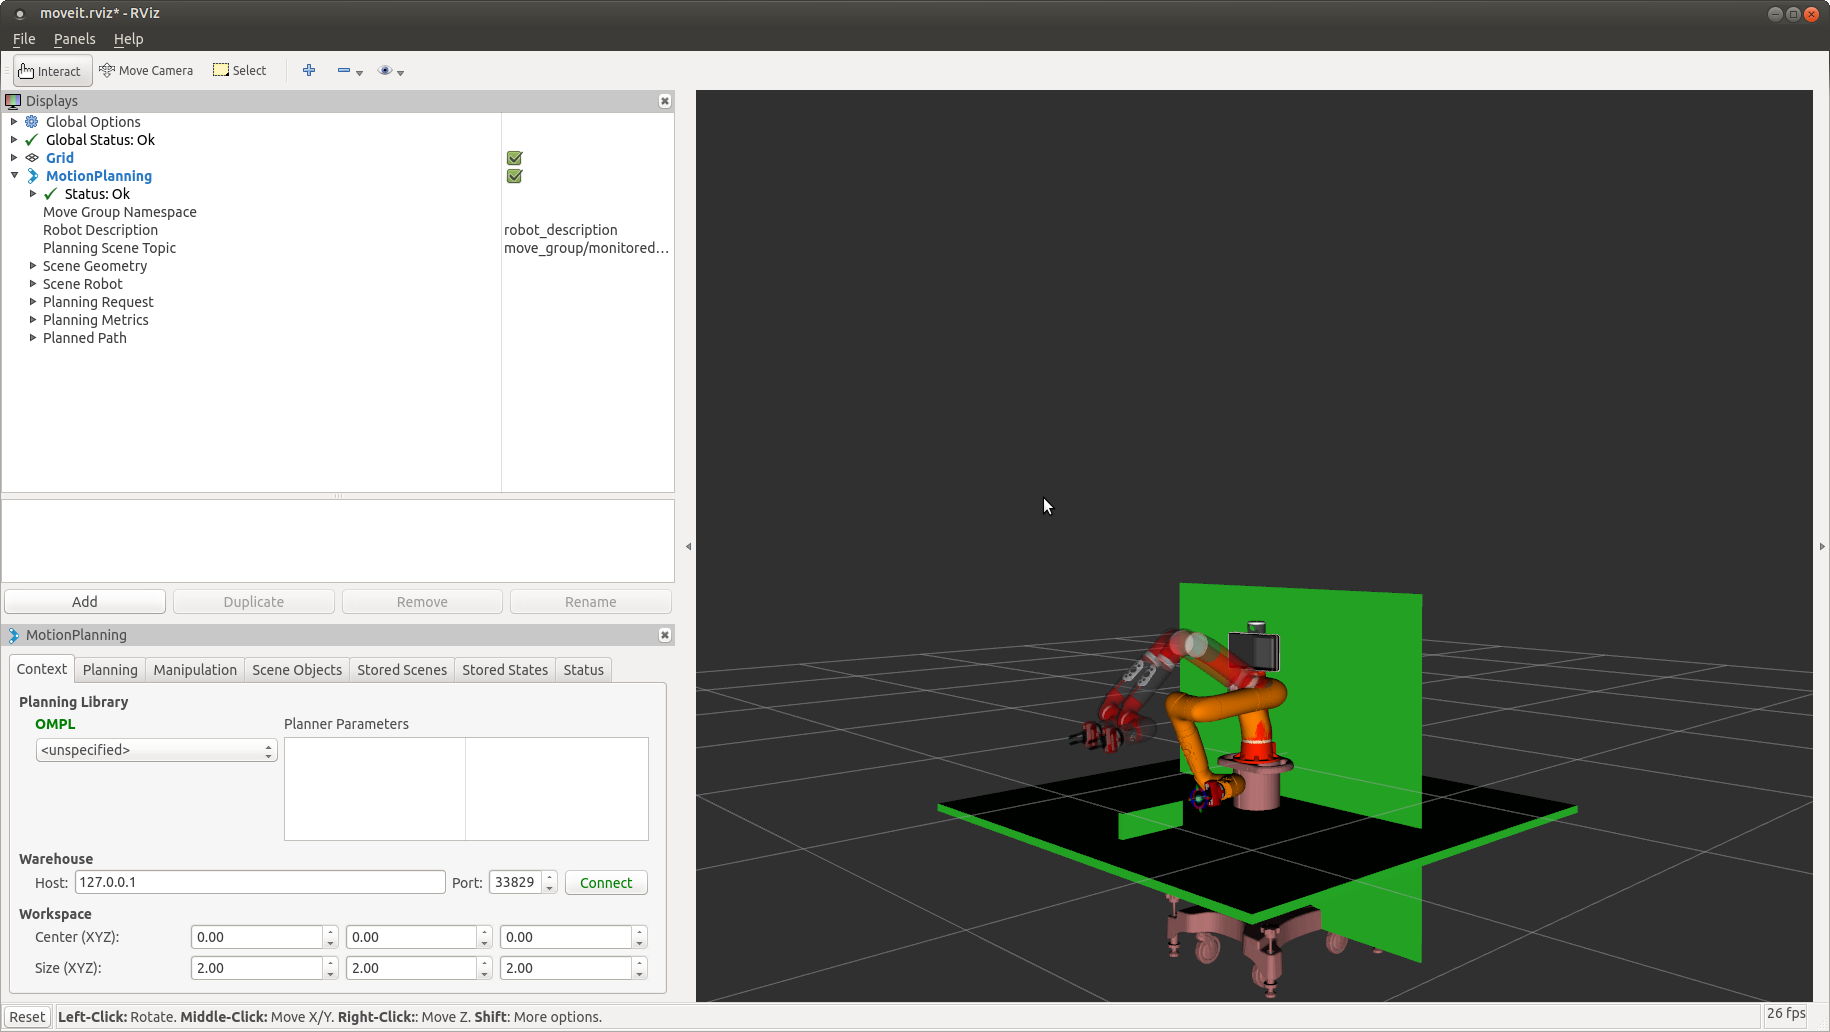 moveit.rviz* - RViz
File Panels Help
Interact Move Camera Select
Displays
Global Options
Global Status: Ok
Grid
MotionPlanning
Status: Ok
Move Group Namespace
Robot Description robot_description
Planning Scene Topic move_group/monitored...
Scene Geometry
Scene Robot
Planning Request
Planning Metrics
Planned Path
Add Duplicate Remove Rename
MotionPlanning
Context Planning Manipulation Scene Objects Stored Scenes Stored States Status
Planning Library
OMPL Planner Parameters
<unspecified>
Warehouse
Host: 127.0.0.1 Port: 33829 Connect
Workspace
Center (XYZ): 0.00 0.00 0.00
Size (XYZ): 2.00 2.00 2.00
Reset Left-Click: Rotate. Middle-Click: Move X/Y. Right-Click:: Move Z. Shift: More options. 26 fps